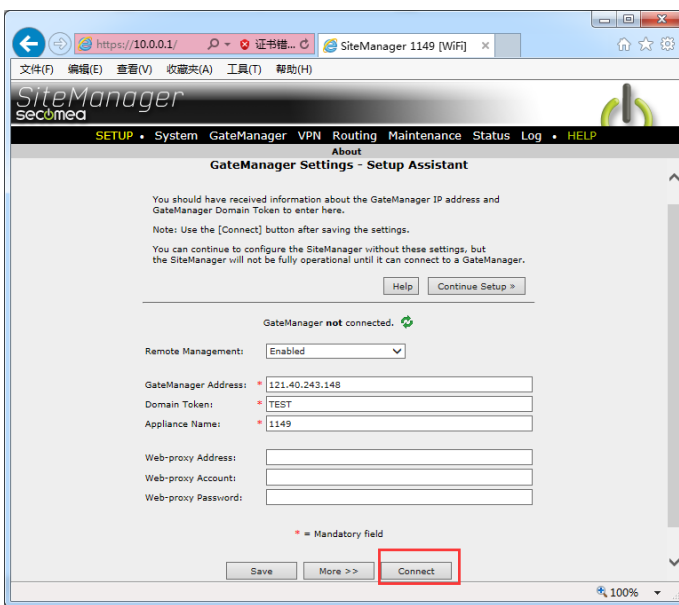 https://10.0.0.1/
证书错...
SiteManager 1149 [WiFi]
文件(F) 编辑(E) 查看(V) 收藏夹(A) 工具(T) 帮助(H)
SiteManager
secomea
SETUP • System GateManager VPN Routing Maintenance Status Log • HELP
About
GateManager Settings - Setup Assistant
You should have received information about the GateManager IP address and
GateManager Domain Token to enter here.
Note: Use the [Connect] button after saving the settings.
You can continue to configure the SiteManager without these settings, but
the SiteManager will not be fully operational until it can connect to a GateManager.
Help Continue Setup »
GateManager not connected.
Remote Management: Enabled
GateManager Address: * 121.40.243.148
Domain Token: * TEST
Appliance Name: * 1149
Web-proxy Address:
Web-proxy Account:
Web-proxy Password:
* = Mandatory field
Save More >> Connect
100%